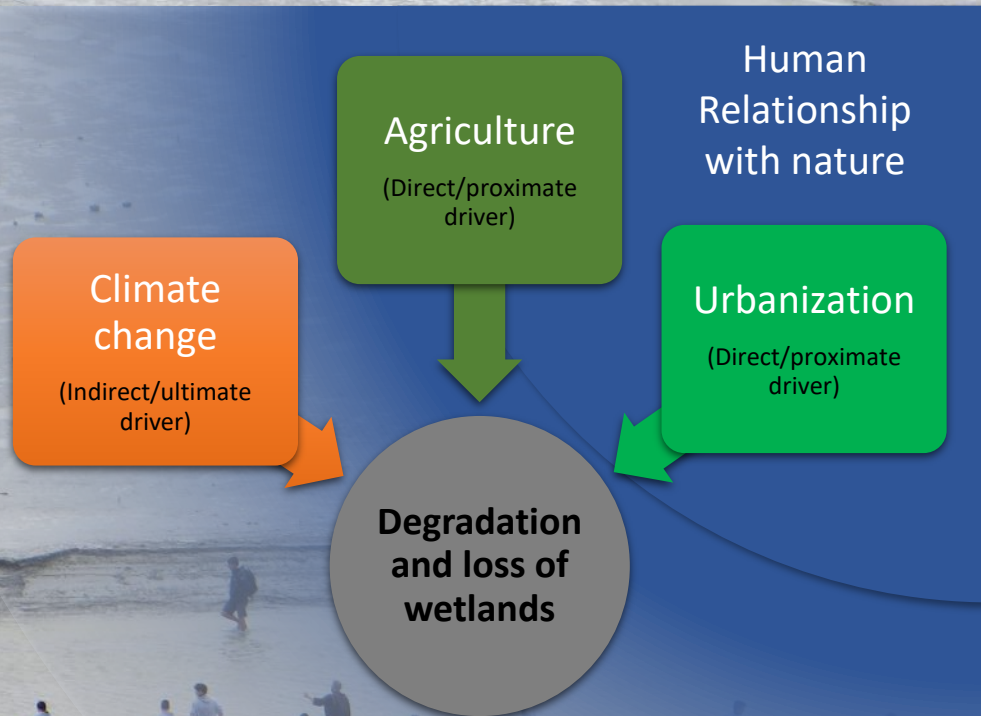 Human
Relationship
with nature
Agriculture
(Direct/proximate
driver)
Climate
change
(Indirect/ultimate
driver)
Urbanization
(Direct/proximate
driver)
Degradation
and loss of
wetlands